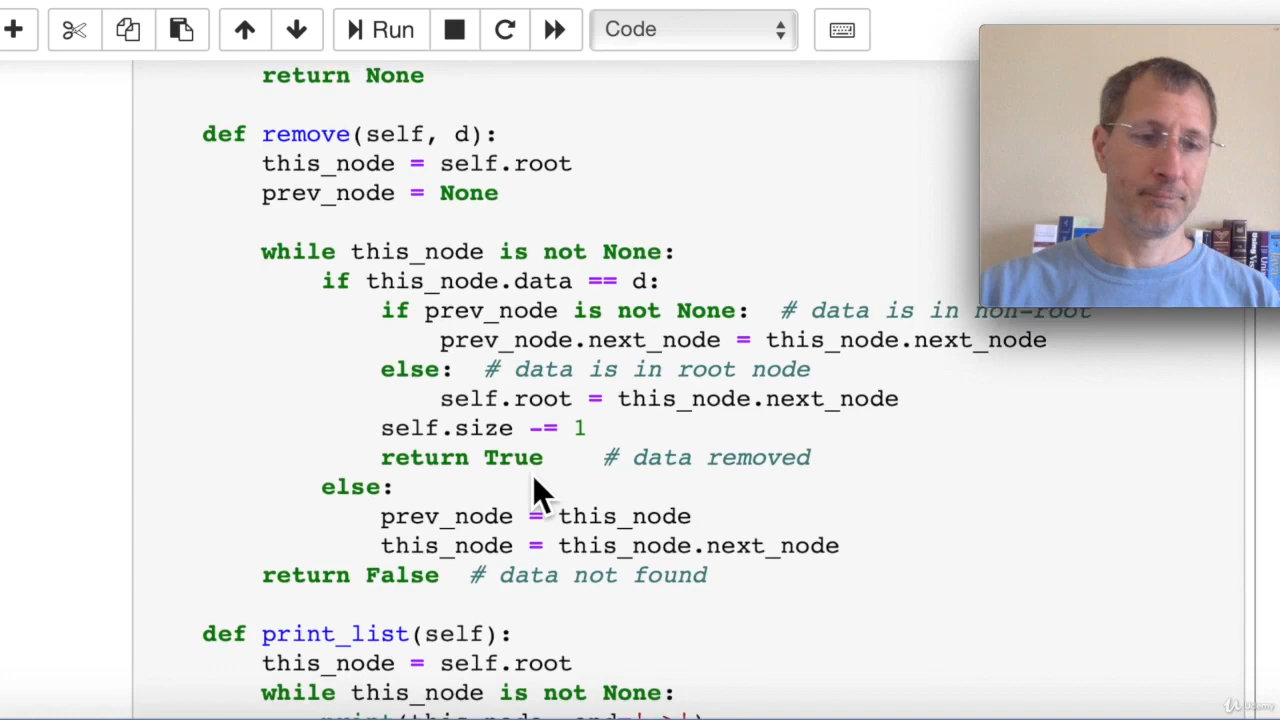 Run
Code
return None
def remove(self, d):
this_node = self.root
prev_node = None
while this_node is not None:
if this_node.data == d:
if prev_node is not None:  # data is in non-root
prev_node.next_node = this_node.next_node
else:  # data is in root node
self.root = this_node.next_node
self.size -= 1
return True    # data removed
else:
prev_node = this_node
this_node = this_node.next_node
return False  # data not found
def print_list(self):
this_node = self.root
while this_node is not None:
Udemy